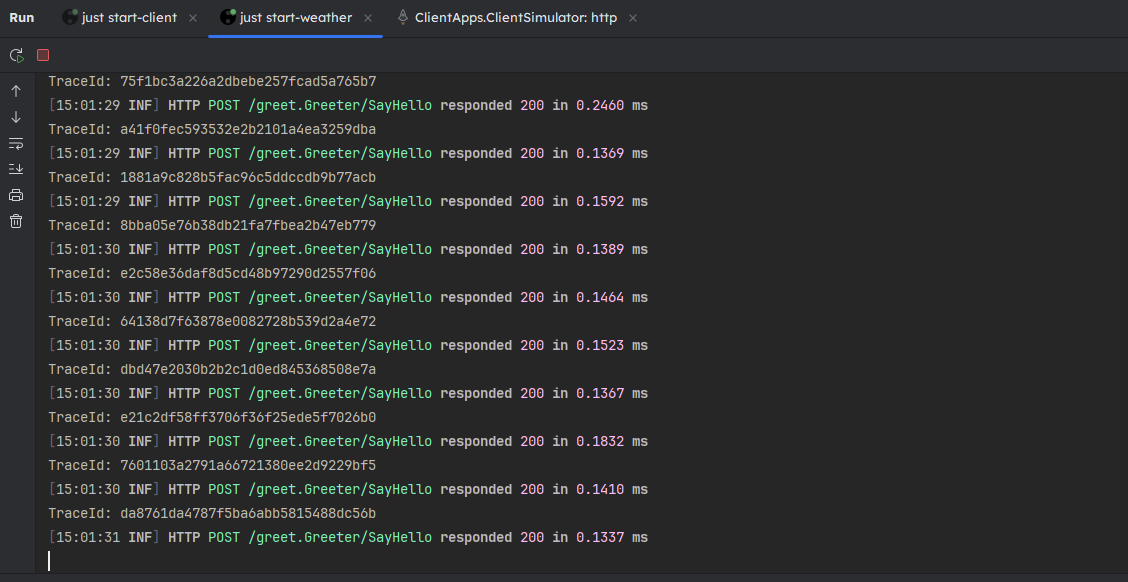 Run just start-client just start-weather ClientApps.ClientSimulator: http
TraceId: 75f1bc3a226a2dbebe257fcad5a765b7
[15:01:29 INF] HTTP POST /greet.Greeter/SayHello responded 200 in 0.2460 ms
TraceId: a41f0fec593532e2b2101a4ea3259dba
[15:01:29 INF] HTTP POST /greet.Greeter/SayHello responded 200 in 0.1369 ms
TraceId: 1881a9c828b5fac96c5ddccdb9b77acb
[15:01:29 INF] HTTP POST /greet.Greeter/SayHello responded 200 in 0.1592 ms
TraceId: 8bba05e76b38db21fa7fbea2b47eb779
[15:01:30 INF] HTTP POST /greet.Greeter/SayHello responded 200 in 0.1389 ms
TraceId: e2c58e36daf8d5cd48b97290d2557f06
[15:01:30 INF] HTTP POST /greet.Greeter/SayHello responded 200 in 0.1464 ms
TraceId: 64138d7f63878e0082728b539d2a4e72
[15:01:30 INF] HTTP POST /greet.Greeter/SayHello responded 200 in 0.1523 ms
TraceId: dbd47e2030b2b2c1d0ed845368508e7a
[15:01:30 INF] HTTP POST /greet.Greeter/SayHello responded 200 in 0.1367 ms
TraceId: e21c2df58ff3706f36f25ede5f7026b0
[15:01:30 INF] HTTP POST /greet.Greeter/SayHello responded 200 in 0.1832 ms
TraceId: 7601103a2791a66721380ee2d9229bf5
[15:01:30 INF] HTTP POST /greet.Greeter/SayHello responded 200 in 0.1410 ms
TraceId: da8761da4787f5ba6abb5815488dc56b
[15:01:31 INF] HTTP POST /greet.Greeter/SayHello responded 200 in 0.1337 ms